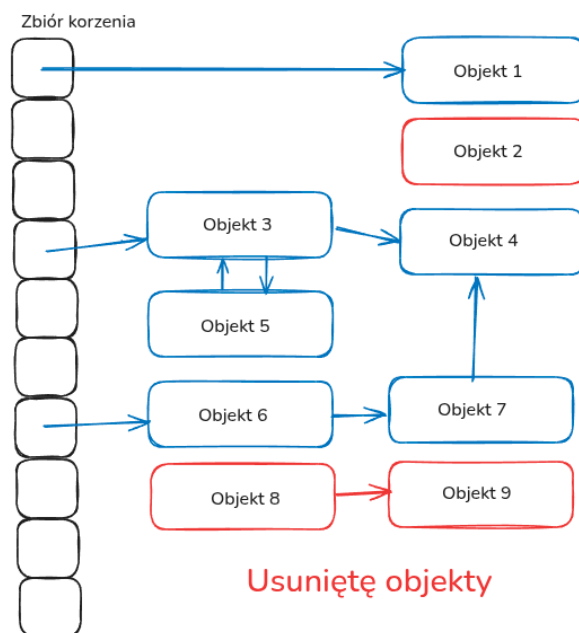 Zbiór korzenia
Objekt 1
Objekt 2
Objekt 3
Objekt 4
Objekt 5
Objekt 6
Objekt 7
Objekt 8
Objekt 9
Usuniętę objekty